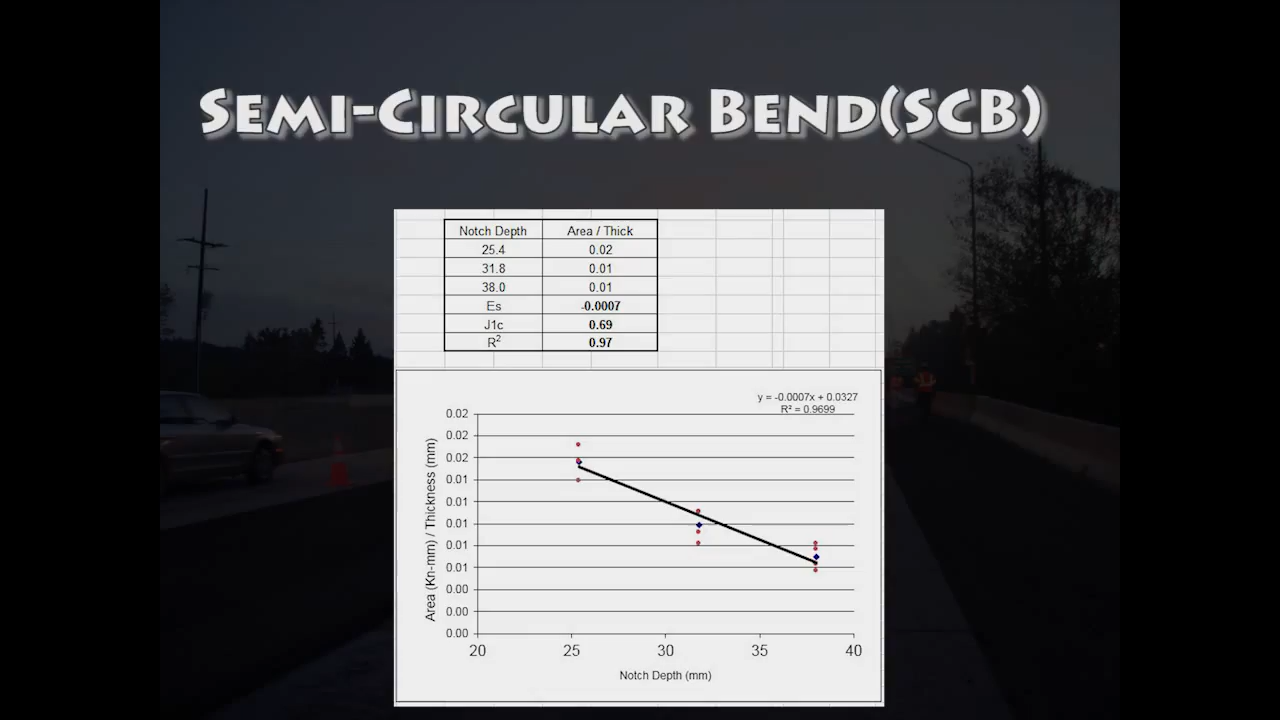 SEMI-CIRCULAR BEND(SCB)
Notch Depth Area / Thick
25.4 0.02
31.8 0.01
38.0 0.01
Es -0.0007
J1c 0.69
R² 0.97
y = -0.0007x + 0.0327
R² = 0.9699
Area (Kn-mm) / Thickness (mm)
0.02
0.02
0.02
0.01
0.01
0.01
0.01
0.01
0.00
0.00
0.00
20 25 30 35 40
Notch Depth (mm)